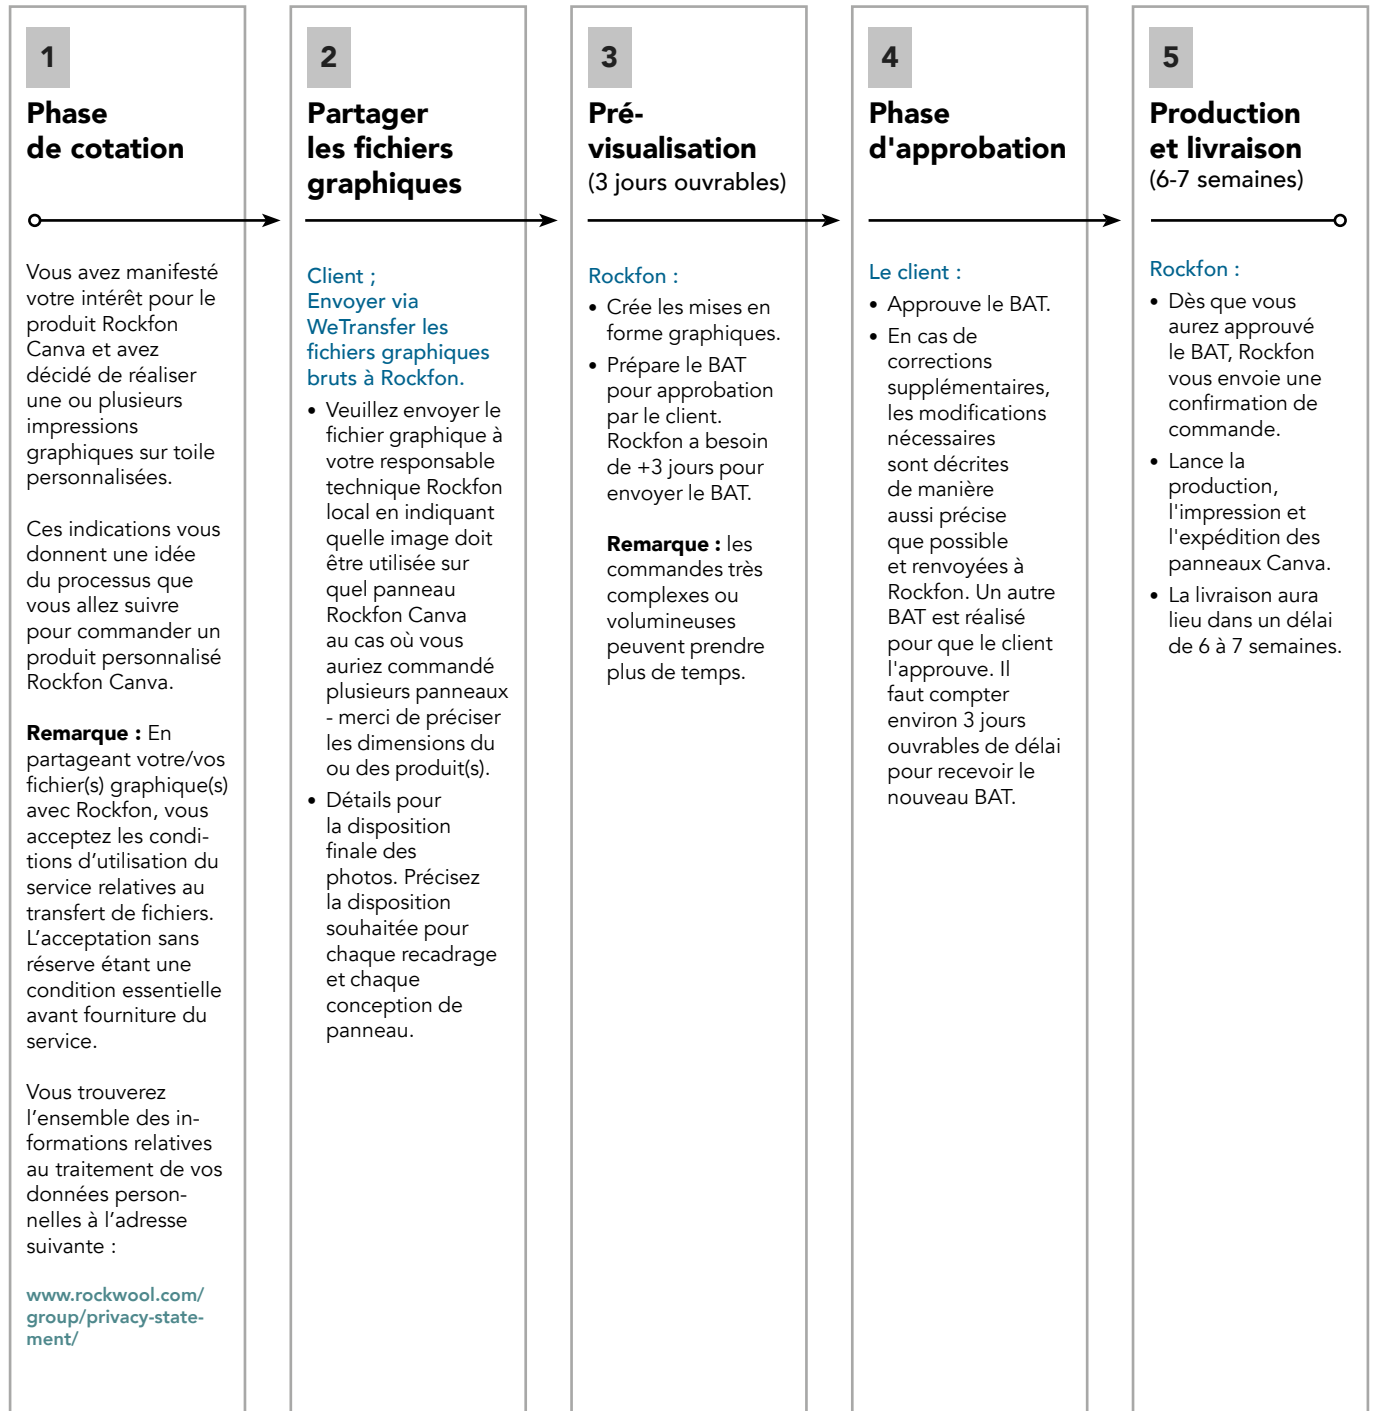 1
Phase
de cotation
Vous avez manifesté
votre intérêt pour le
produit Rockfon
Canva et avez
décidé de réaliser
une ou plusieurs
impressions
graphiques sur toile
personnalisées.
Ces indications vous
donnent une idée
du processus que
vous allez suivre
pour commander un
produit personnalisé
Rockfon Canva.
Remarque : En
partageant votre/vos
fichier(s) graphique(s)
avec Rockfon, vous
acceptez les condi-
tions d’utilisation du
service relatives au
transfert de fichiers.
L’acceptation sans
réserve étant une
condition essentielle
avant fourniture du
service.
Vous trouverez
l’ensemble des in-
formations relatives
au traitement de vos
données person-
nelles à l’adresse
suivante :
www.rockwool.com/
group/privacy-state-
ment/
2
Partager
les fichiers
graphiques
Client ;
Envoyer via
WeTransfer les
fichiers graphiques
bruts à Rockfon.
• Veuillez envoyer le
fichier graphique à
votre responsable
technique Rockfon
local en indiquant
quelle image doit
être utilisée sur
quel panneau
Rockfon Canva
au cas où vous
auriez commandé
plusieurs panneaux
- merci de préciser
les dimensions du
ou des produit(s).
• Détails pour
la disposition
finale des
photos. Précisez
la disposition
souhaitée pour
chaque recadrage
et chaque
conception de
panneau.
3
Pré-
visualisation
(3 jours ouvrables)
Rockfon :
• Crée les mises en
forme graphiques.
• Prépare le BAT
pour approbation
par le client.
Rockfon a besoin
de +3 jours pour
envoyer le BAT.
Remarque : les
commandes très
complexes ou
volumineuses
peuvent prendre
plus de temps.
4
Phase
d'approbation
Le client :
• Approuve le BAT.
• En cas de
corrections
supplémentaires,
les modifications
nécessaires
sont décrites
de manière
aussi précise
que possible
et renvoyées à
Rockfon. Un autre
BAT est réalisé
pour que le client
l'approuve. Il
faut compter
environ 3 jours
ouvrables de délai
pour recevoir le
nouveau BAT.
5
Production
et livraison
(6-7 semaines)
Rockfon :
• Dès que vous
aurez approuvé
le BAT, Rockfon
vous envoie une
confirmation de
commande.
• Lance la
production,
l'impression et
l'expédition des
panneaux Canva.
• La livraison aura
lieu dans un délai
de 6 à 7 semaines.